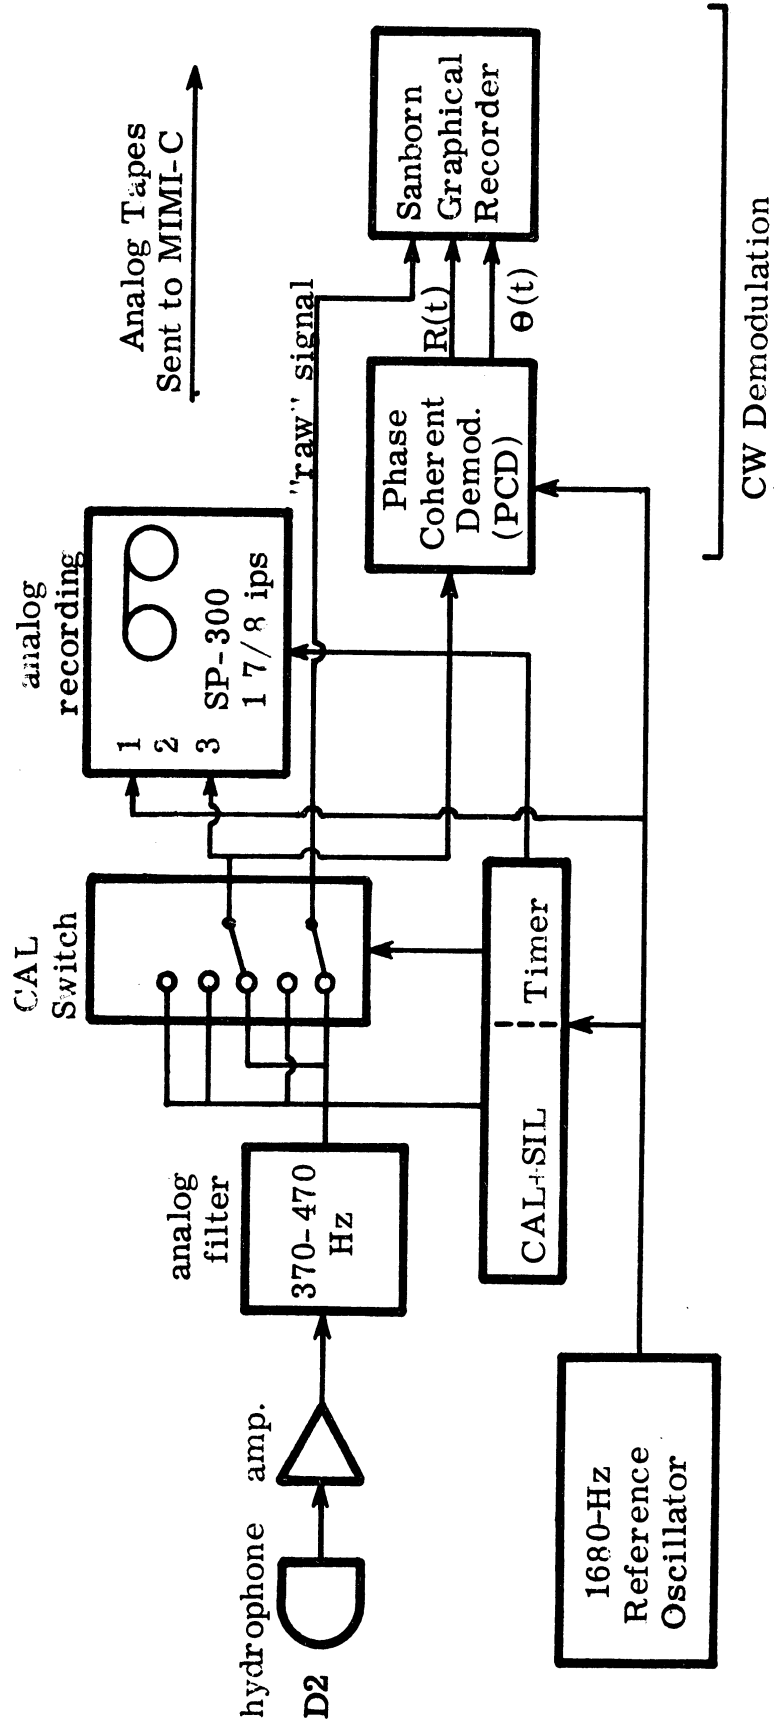 hydrophone
D2
amp.
analog
filter
370-470
Hz
CAL
Switch
analog
recording
1
2
3
SP-300
1 7/8 ips
Analog Tapes
Sent to MIMI-C
"raw" signal
CAL+SIL
Timer
Phase
Coherent
Demod.
(PCD)
R(t)
Θ(t)
Sanborn
Graphical
Recorder
1680-Hz
Reference
Oscillator
CW Demodulation